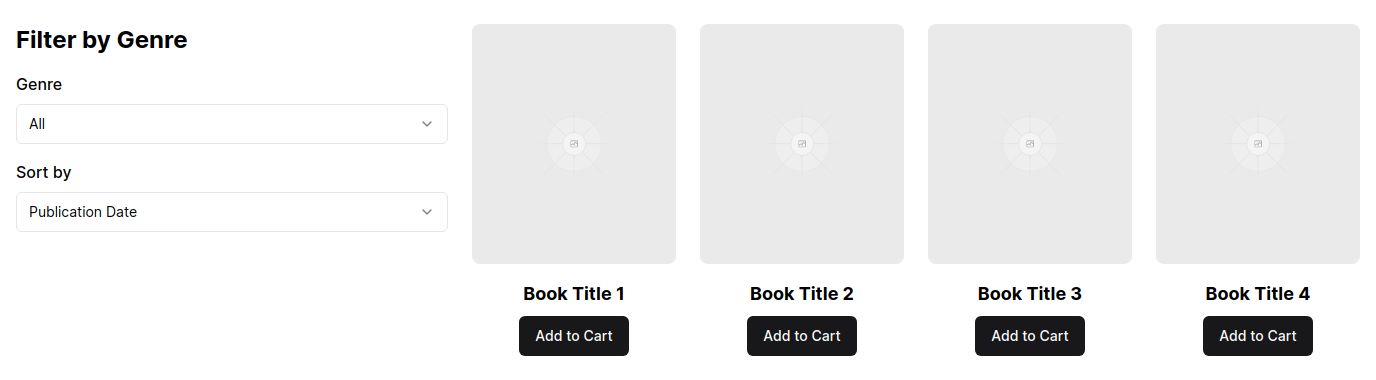 Filter by Genre
Genre
All
Sort by
Publication Date
Book Title 1
Add to Cart
Book Title 2
Add to Cart
Book Title 3
Add to Cart
Book Title 4
Add to Cart